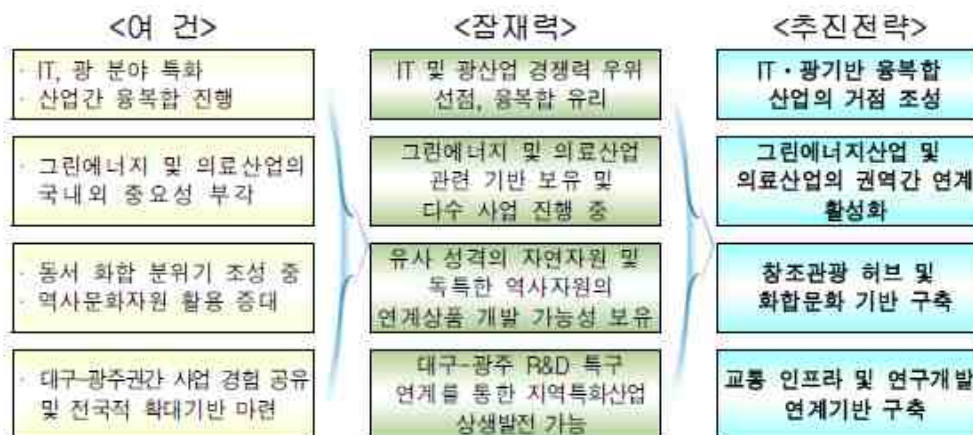 <여 건>
· IT, 광 분야 특화
· 산업간 융복합 진행
· 그린에너지 및 의료산업의
국내외 중요성 부각
· 동서 화합 분위기 조성 중
· 역사문화자원 활용 증대
· 대구-광주권간 사업 경험 공유
및 전국적 확대기반 마련
<잠재력>
IT 및 광산업 경쟁력 우위
선점, 융복합 유리
그린에너지 및 의료산업
관련 기반 보유 및
다수 사업 진행 중
유사 성격의 자연자원 및
독특한 역사자원의
연계상품 개발 가능성 보유
대구-광주 R&D 특구
연계를 통한 지역특화산업
상생발전 가능
<추진전략>
IT·광기반 융복합
산업의 거점 조성
그린에너지산업 및
의료산업의 권역간 연계
활성화
창조관광 허브 및
화합문화 기반 구축
교통 인프라 및 연구개발
연계기반 구축